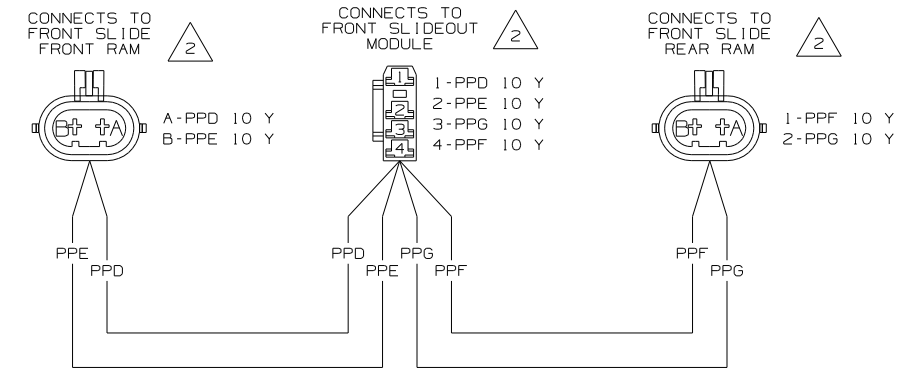 CONNECTS TO
FRONT SLIDE
FRONT RAM
2
B
A
A-PPD 10 Y
B-PPE 10 Y
PPE
PPD
CONNECTS TO
FRONT SLIDEOUT
MODULE
2
1
2
3
4
1-PPD 10 Y
2-PPE 10 Y
3-PPG 10 Y
4-PPF 10 Y
PPD
PPE
PPG
PPF
CONNECTS TO
FRONT SLIDE
REAR RAM
2
B
A
1-PPF 10 Y
2-PPG 10 Y
PPF
PPG